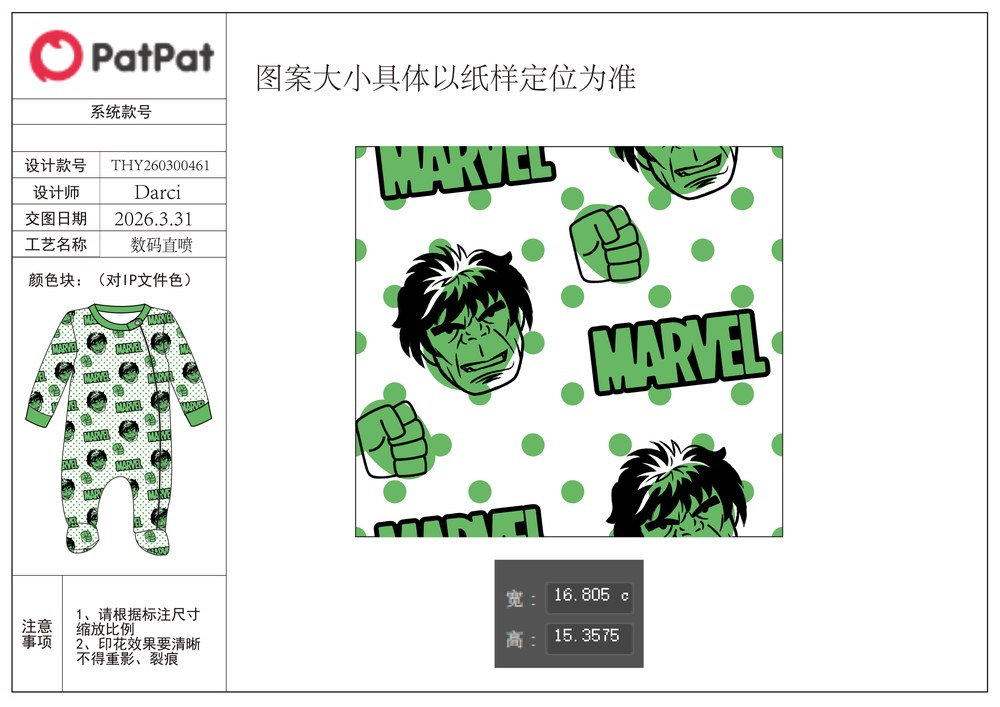 PatPat
系统款号
设计款号 THY260300461
设计师 Darci
交图日期 2026.3.31
工艺名称 数码直喷
颜色块：（对IP文件色）
注意
事项
1、请根据标注尺寸
缩放比例
2、印花效果要清晰
不得重影、裂痕
图案大小具体以纸样定位为准
MARVEL
MARVEL
MARVEL
宽： 16.805 c
高： 15.3575